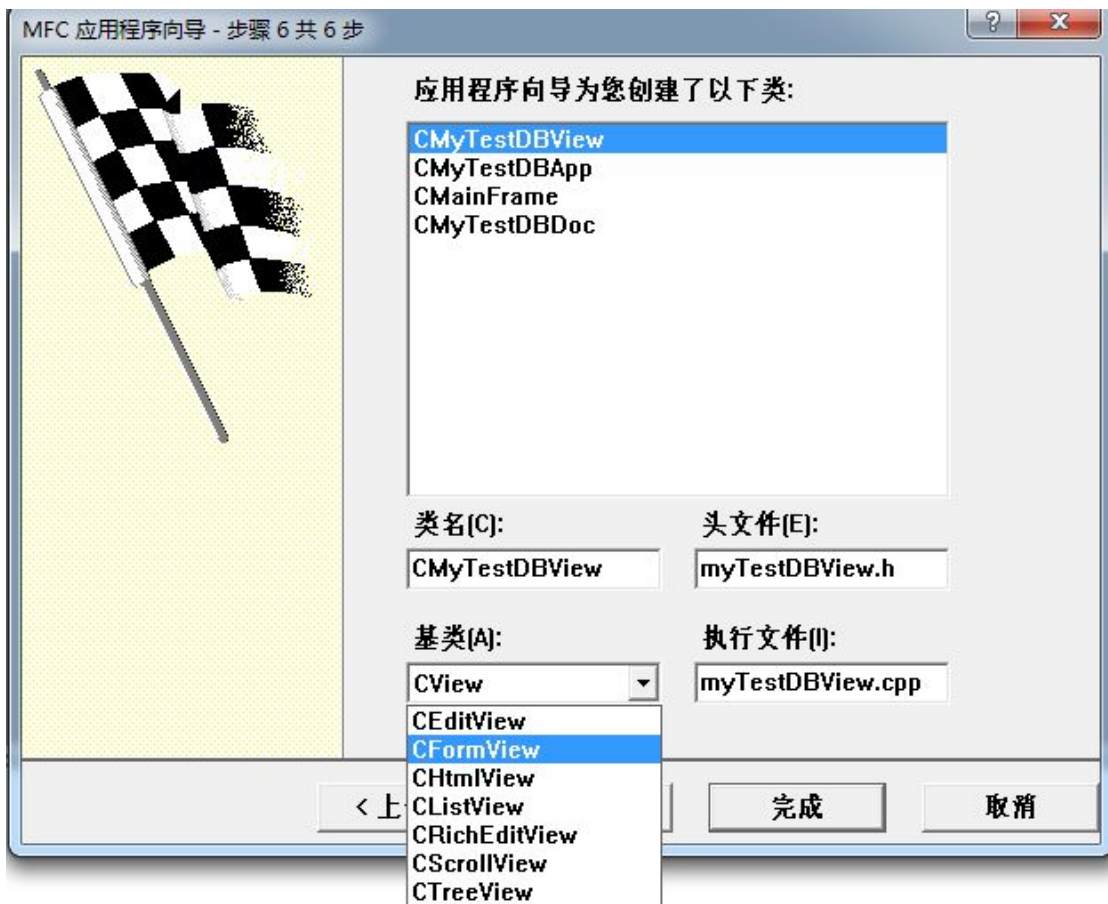 MFC 应用程序向导 - 步骤 6 共 6 步
?
应用程序向导为您创建了以下类:
CMyTestDBView
CMyTestDBApp
CMainFrame
CMyTestDBDoc
类名(C):
头文件(E):
CMyTestDBView
myTestDBView.h
基类(A):
执行文件(I):
CView
myTestDBView.cpp
CEditView
CFormView
CHtmlView
CListView
CRichEditView
CScrollView
CTreeView
< 上
完成
取消